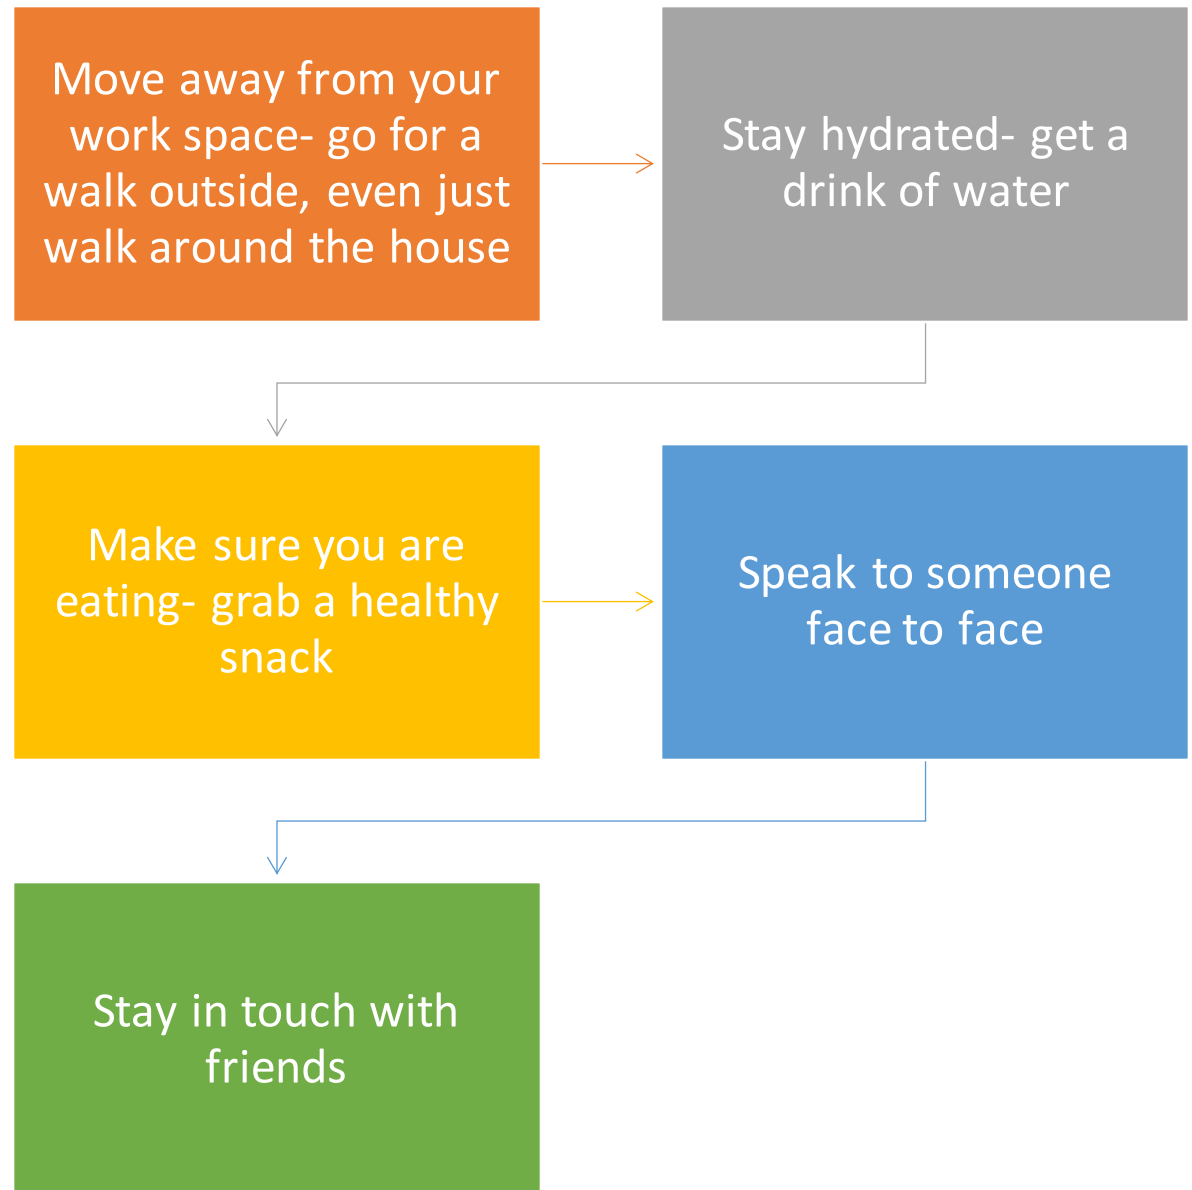 Move away from your
work space- go for a
walk outside, even just
walk around the house
Stay hydrated- get a
drink of water
Make sure you are
eating- grab a healthy
snack
Speak to someone
face to face
Stay in touch with
friends